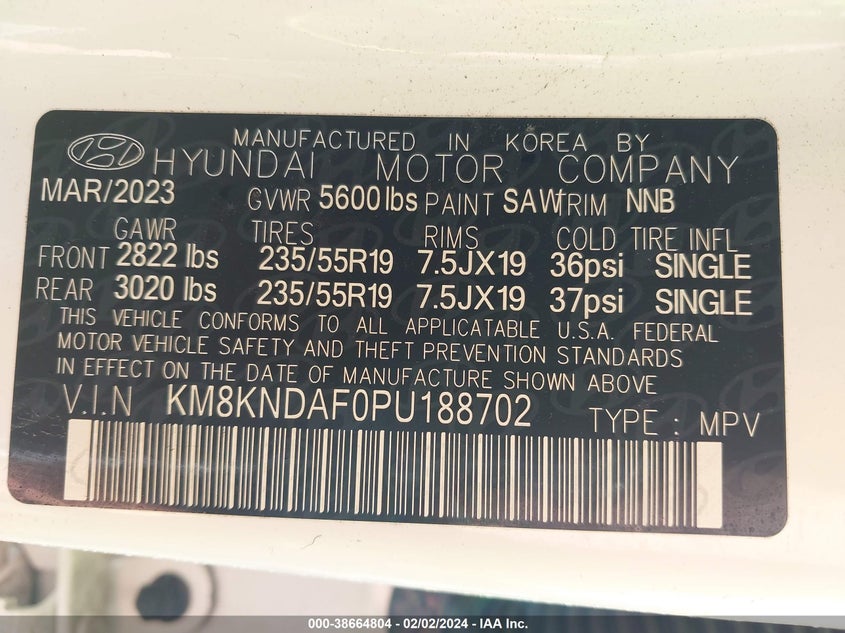 MANUFACTURED IN KOREA BY
HYUNDAI MOTOR COMPANY
MAR/2023 GVWR 5600 lbs PAINT SAW TRIM NNB
GAWR TIRES RIMS COLD TIRE INFL
FRONT 2822 lbs 235/55R19 7.5JX19 36psi SINGLE
REAR 3020 lbs 235/55R19 7.5JX19 37psi SINGLE
THIS VEHICLE CONFORMS TO ALL APPLICATABLE U.S.A. FEDERAL
MOTOR VEHICLE SAFETY AND THEFT PREVENTION STANDARDS
IN EFFECT ON THE DATE OF MANUFACTURE SHOWN ABOVE
V.I.N KM8KNDAF0PU188702 TYPE : MPV
000-38664804 - 02/02/2024 - IAA Inc.